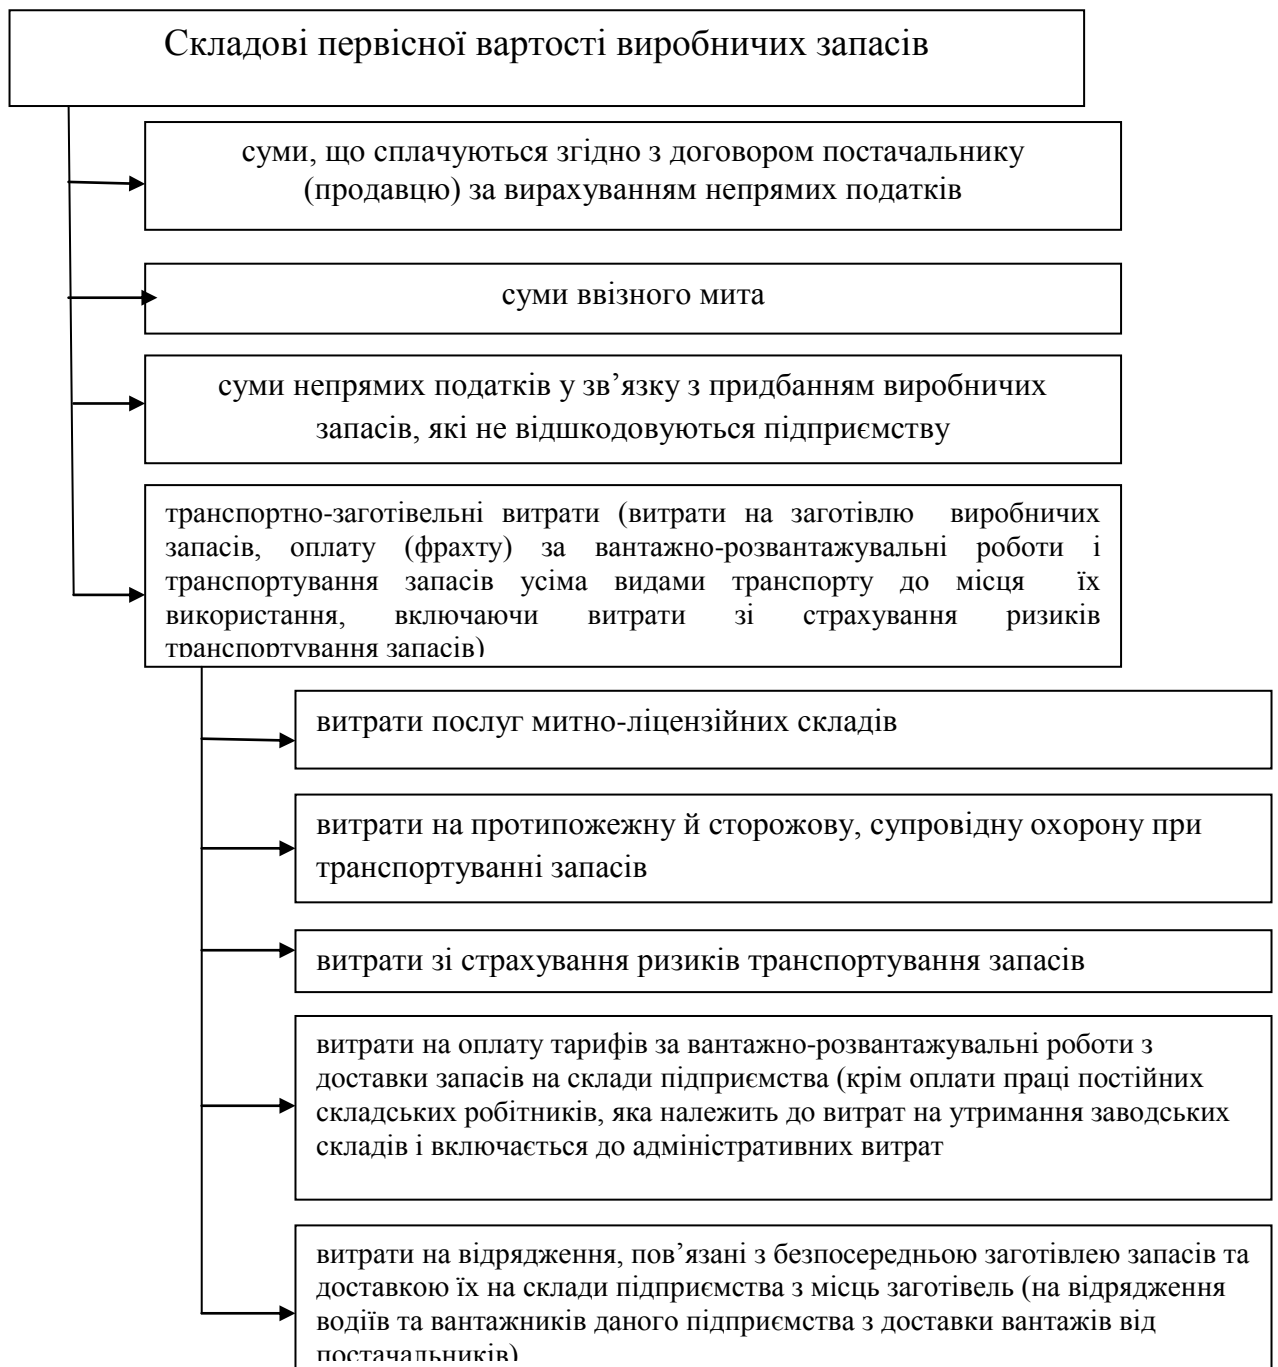 Складові первісної вартості виробничих запасів
суми, що сплачуються згідно з договором постачальнику
(продавцю) за вирахуванням непрямих податків
суми ввізного мита
суми непрямих податків у зв’язку з придбанням виробничих
запасів, які не відшкодовуються підприємству
транспортно-заготівельні витрати (витрати на заготівлю виробничих
запасів, оплату (фрахту) за вантажно-розвантажувальні роботи і
транспортування запасів усіма видами транспорту до місця їх
використання, включаючи витрати зі страхування ризиків
транспортування запасів)
витрати послуг митно-ліцензійних складів
витрати на протипожежну й сторожову, супровідну охорону при
транспортуванні запасів
витрати зі страхування ризиків транспортування запасів
витрати на оплату тарифів за вантажно-розвантажувальні роботи з
доставки запасів на склади підприємства (крім оплати праці постійних
складських робітників, яка належить до витрат на утримання заводських
складів і включається до адміністративних витрат
витрати на відрядження, пов’язані з безпосередньою заготівлею запасів та
доставкою їх на склади підприємства з місць заготівель (на відрядження
водіїв та вантажників даного підприємства з доставки вантажів від
постачальників)